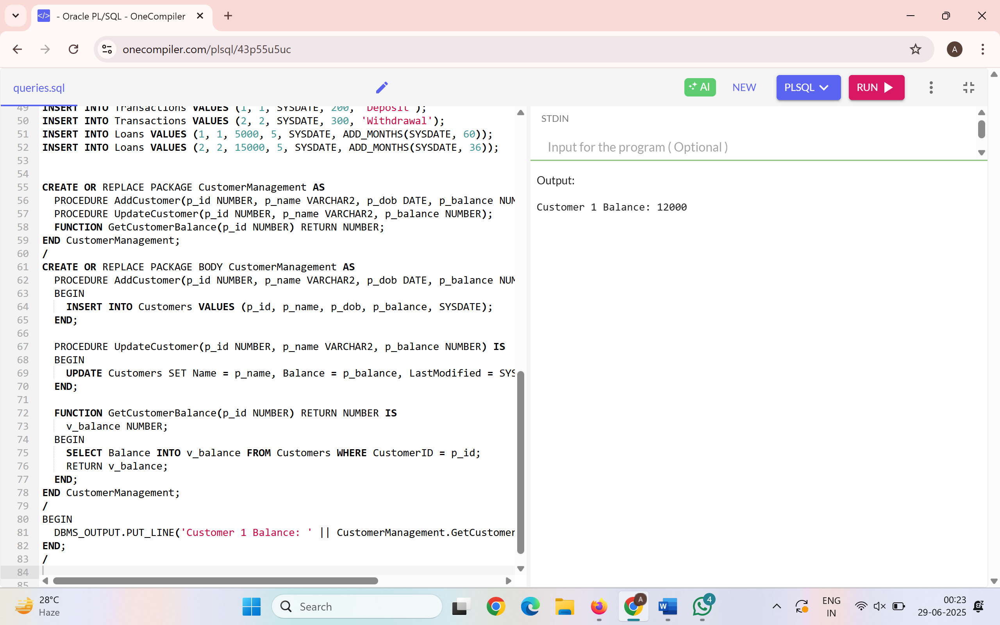 - Oracle PL/SQL - OneCompiler
onecompiler.com/plsql/43p55u5uc
A
queries.sql
AI
NEW
PLSQL
RUN
49 INSERT INTO Transactions VALUES (1, 1, SYSDATE, 200, 'Deposit');
50 INSERT INTO Transactions VALUES (2, 2, SYSDATE, 300, 'Withdrawal');
51 INSERT INTO Loans VALUES (1, 1, 5000, 5, SYSDATE, ADD_MONTHS(SYSDATE, 60));
52 INSERT INTO Loans VALUES (2, 2, 15000, 5, SYSDATE, ADD_MONTHS(SYSDATE, 36));
53
54
55 CREATE OR REPLACE PACKAGE CustomerManagement AS
56 PROCEDURE AddCustomer(p_id NUMBER, p_name VARCHAR2, p_dob DATE, p_balance NUM
57 PROCEDURE UpdateCustomer(p_id NUMBER, p_name VARCHAR2, p_balance NUMBER);
58 FUNCTION GetCustomerBalance(p_id NUMBER) RETURN NUMBER;
59 END CustomerManagement;
60 /
61 CREATE OR REPLACE PACKAGE BODY CustomerManagement AS
62 PROCEDURE AddCustomer(p_id NUMBER, p_name VARCHAR2, p_dob DATE, p_balance NUM
63 BEGIN
64 INSERT INTO Customers VALUES (p_id, p_name, p_dob, p_balance, SYSDATE);
65 END;
66
67 PROCEDURE UpdateCustomer(p_id NUMBER, p_name VARCHAR2, p_balance NUMBER) IS
68 BEGIN
69 UPDATE Customers SET Name = p_name, Balance = p_balance, LastModified = SYS
70 END;
71
72 FUNCTION GetCustomerBalance(p_id NUMBER) RETURN NUMBER IS
73 v_balance NUMBER;
74 BEGIN
75 SELECT Balance INTO v_balance FROM Customers WHERE CustomerID = p_id;
76 RETURN v_balance;
77 END;
78 END CustomerManagement;
79 /
80 BEGIN
81 DBMS_OUTPUT.PUT_LINE('Customer 1 Balance: ' || CustomerManagement.GetCustomer
82 END;
83 /
84
85
STDIN
Input for the program ( Optional )
Output:
Customer 1 Balance: 12000
28°C
Haze
Search
A
W
4
ENG
IN
00:23
29-06-2025